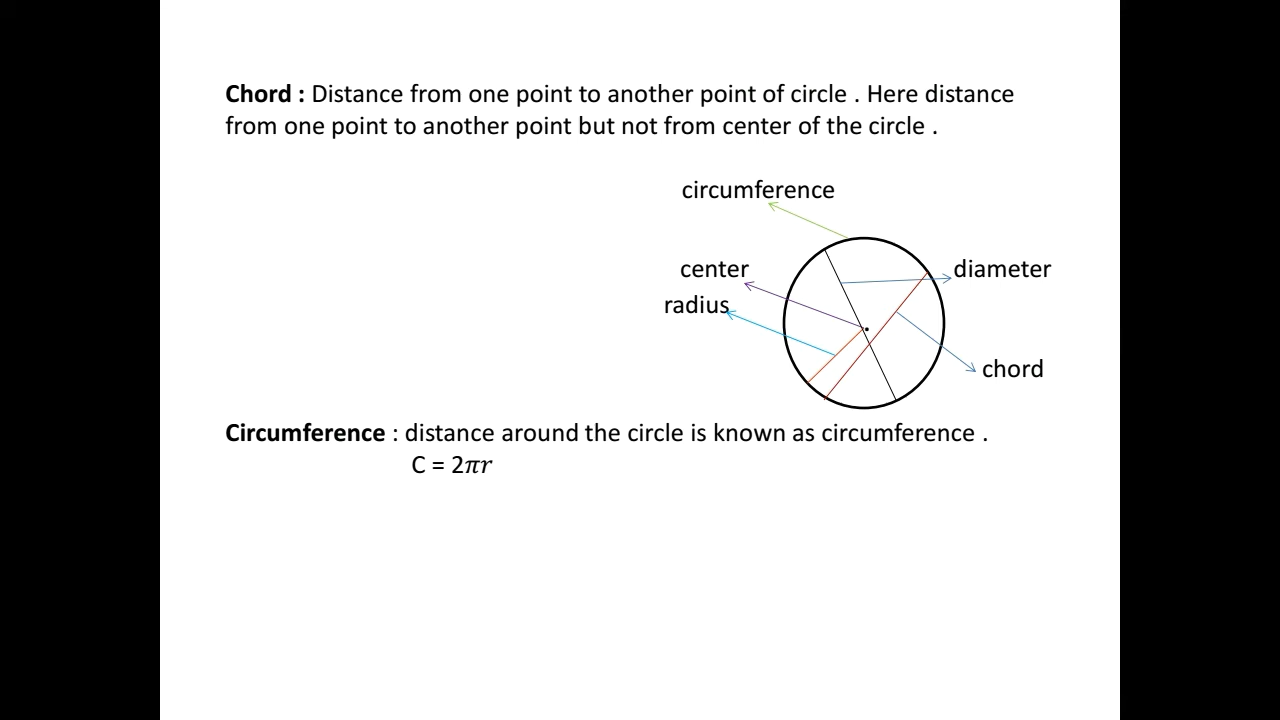 Chord : Distance from one point to another point of circle . Here distance
from one point to another point but not from center of the circle .
circumference
center
diameter
radius
chord
Circumference : distance around the circle is known as circumference .
C = 2𝜋𝑟